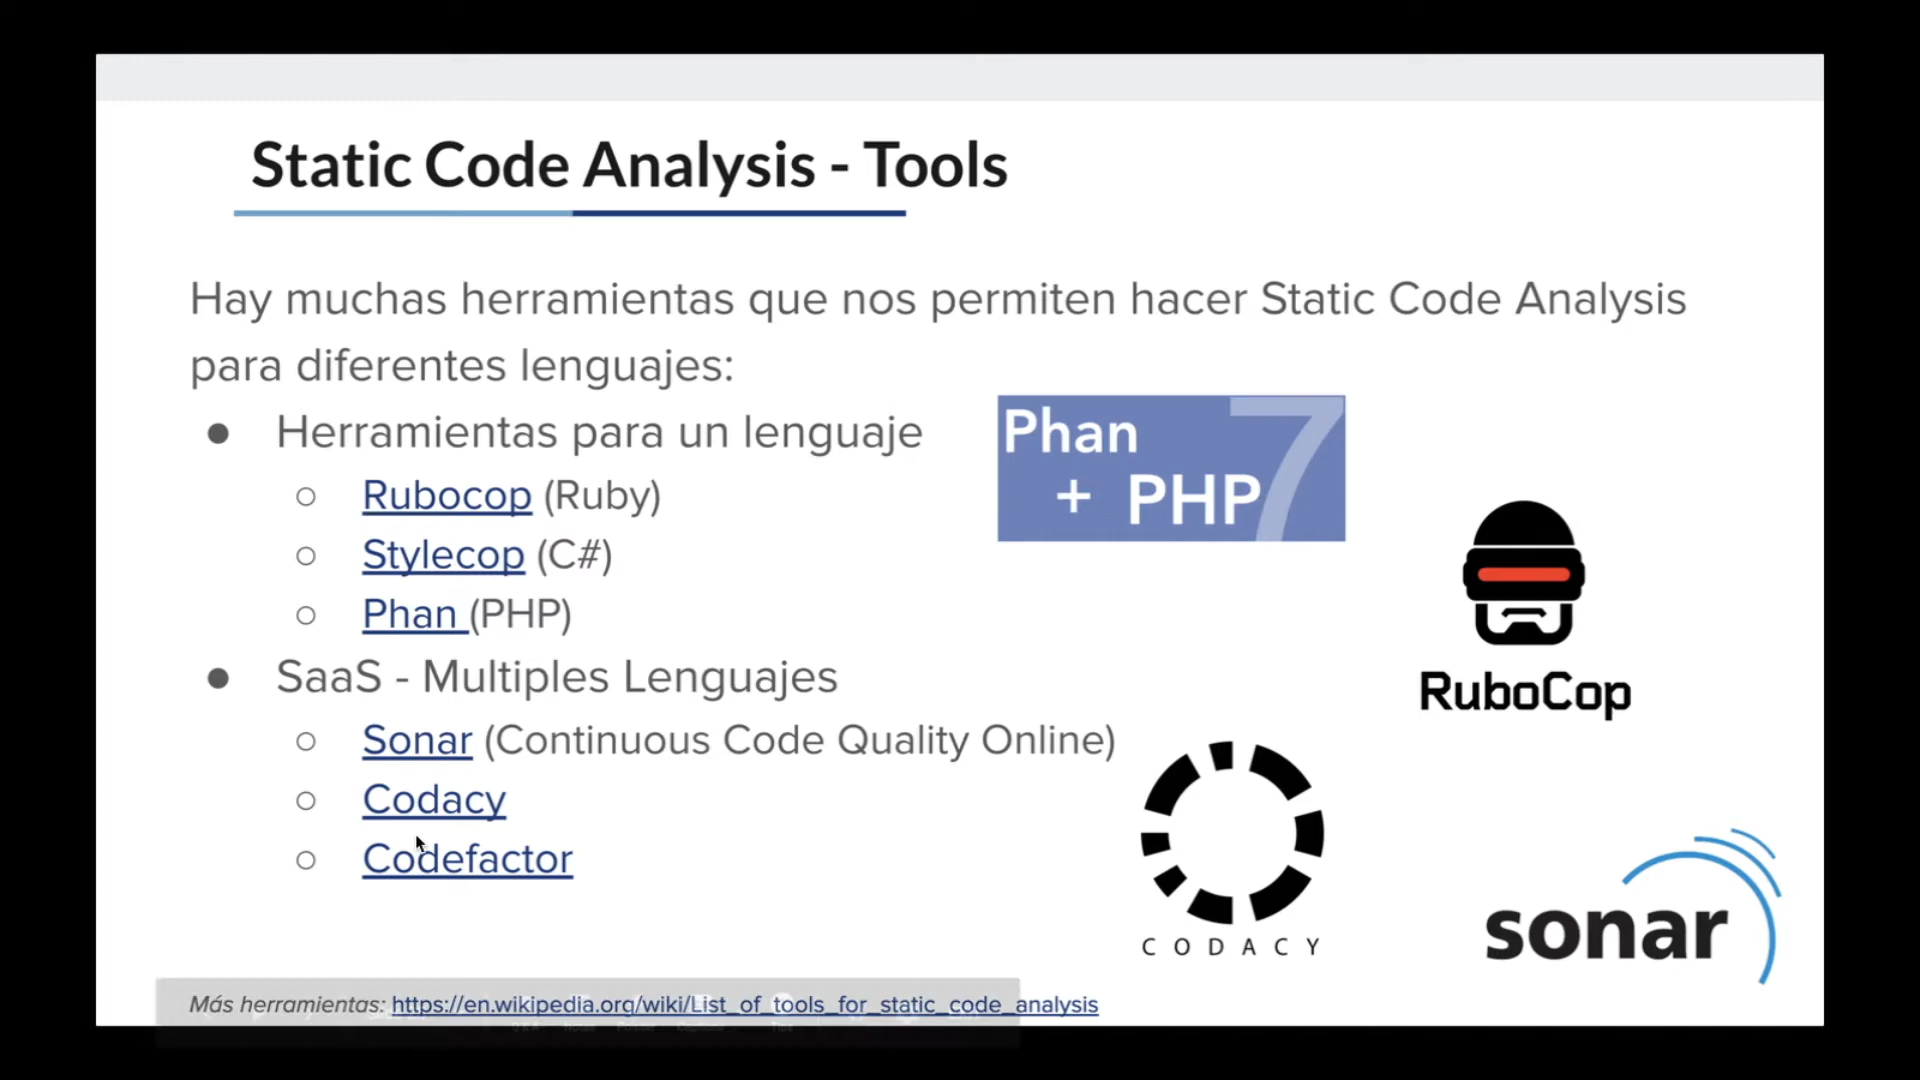 Static Code Analysis - Tools
Hay muchas herramientas que nos permiten hacer Static Code Analysis
para diferentes lenguajes:
● Herramientas para un lenguaje
○ Rubocop (Ruby)
○ Stylecop (C#)
○ Phan (PHP)
● SaaS - Multiples Lenguajes
○ Sonar (Continuous Code Quality Online)
○ Codacy
○ Codefactor
Phan
+ PHP 7
RuboCop
CODACY
sonar
Más herramientas: https://en.wikipedia.org/wiki/List_of_tools_for_static_code_analysis